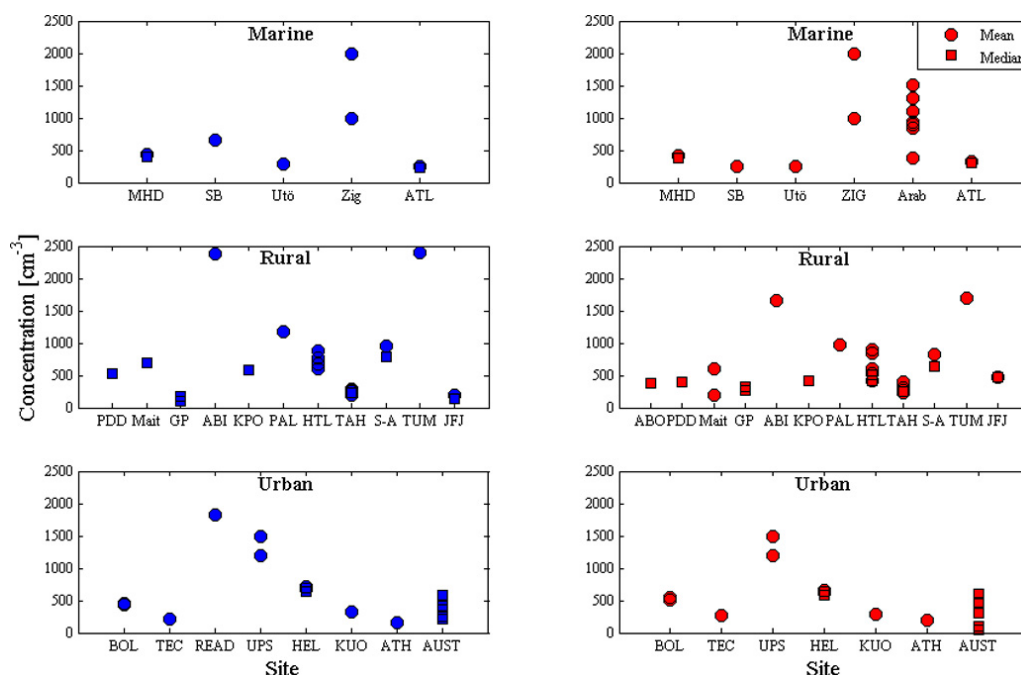 2500
2000
1500
1000
500
0
Marine
MHD SB Utö Zig ATL
2500
2000
1500
1000
500
0
Marine
Mean
Median
MHD SB Utö ZIG Arab ATL
Concentration [cm⁻³]
2500
2000
1500
1000
500
0
Rural
PDD Mait GP ABI KPO PAL HTL TAH S-A TUM JFJ
2500
2000
1500
1000
500
0
Rural
ABO PDD Mait GP ABI KPO PAL HTL TAH S-A TUM JFJ
2500
2000
1500
1000
500
0
Urban
BOL TEC READ UPS HEL KUO ATH AUST
Site
2500
2000
1500
1000
500
0
Urban
BOL TEC UPS HEL KUO ATH AUST
Site